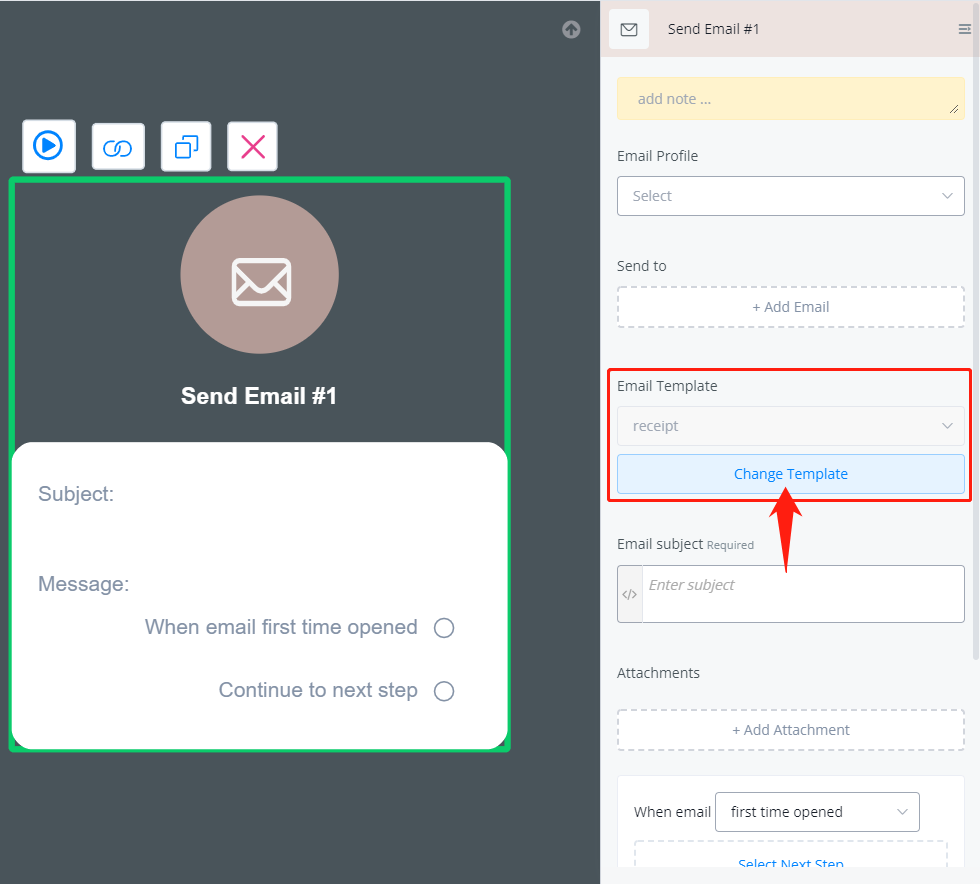 Send Email #1
Subject:
Message:
When email first time opened
Continue to next step
Send Email #1
add note ...
Email Profile
Select
Send to
+ Add Email
Email Template
receipt
Change Template
Email subject Required
</> Enter subject
Attachments
+ Add Attachment
When email first time opened
Select Next Step